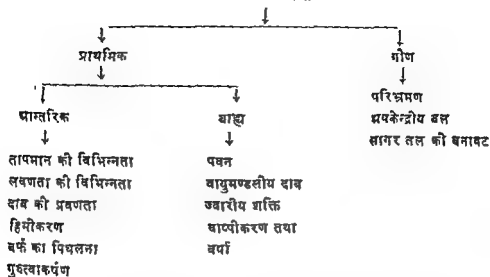 प्राथमिक
गौण
आन्तरिक
बाह्य
परिभ्रमण
अपकेन्द्रीय बल
सागर तल की बनावट
तापमान की विभिन्नता
लवणता की विभिन्नता
दाब की प्रवणता
हिमीकरण
बर्फ का पिघलना
गुरुत्वाकर्षण
पवन
वायुमण्डलीय दाब
ज्वारीय शक्ति
वाष्पीकरण तथा
वर्षा